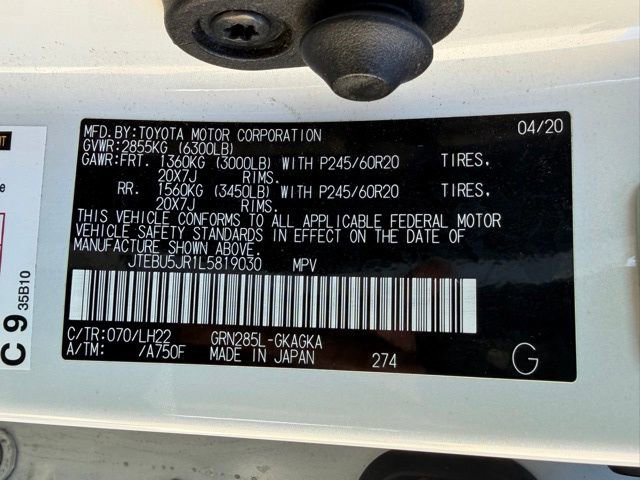 MFD.BY:TOYOTA MOTOR CORPORATION 04/20
GVWR:2855KG (6300LB)
GAWR:FRT. 1360KG (3000LB) WITH P245/60R20 TIRES,
20X7J RIMS.
RR. 1560KG (3450LB) WITH P245/60R20 TIRES,
20X7J RIMS.
THIS VEHICLE CONFORMS TO ALL APPLICABLE FEDERAL MOTOR
VEHICLE SAFETY STANDARDS IN EFFECT ON THE DATE OF
MANUFACTURE SHOWN ABOVE.
JTEBU5JR1L5819030 MPV
C/TR:070/LH22 GRN285L-GKAGKA
A/TM: /A750F MADE IN JAPAN 274
G
C 9
35B10